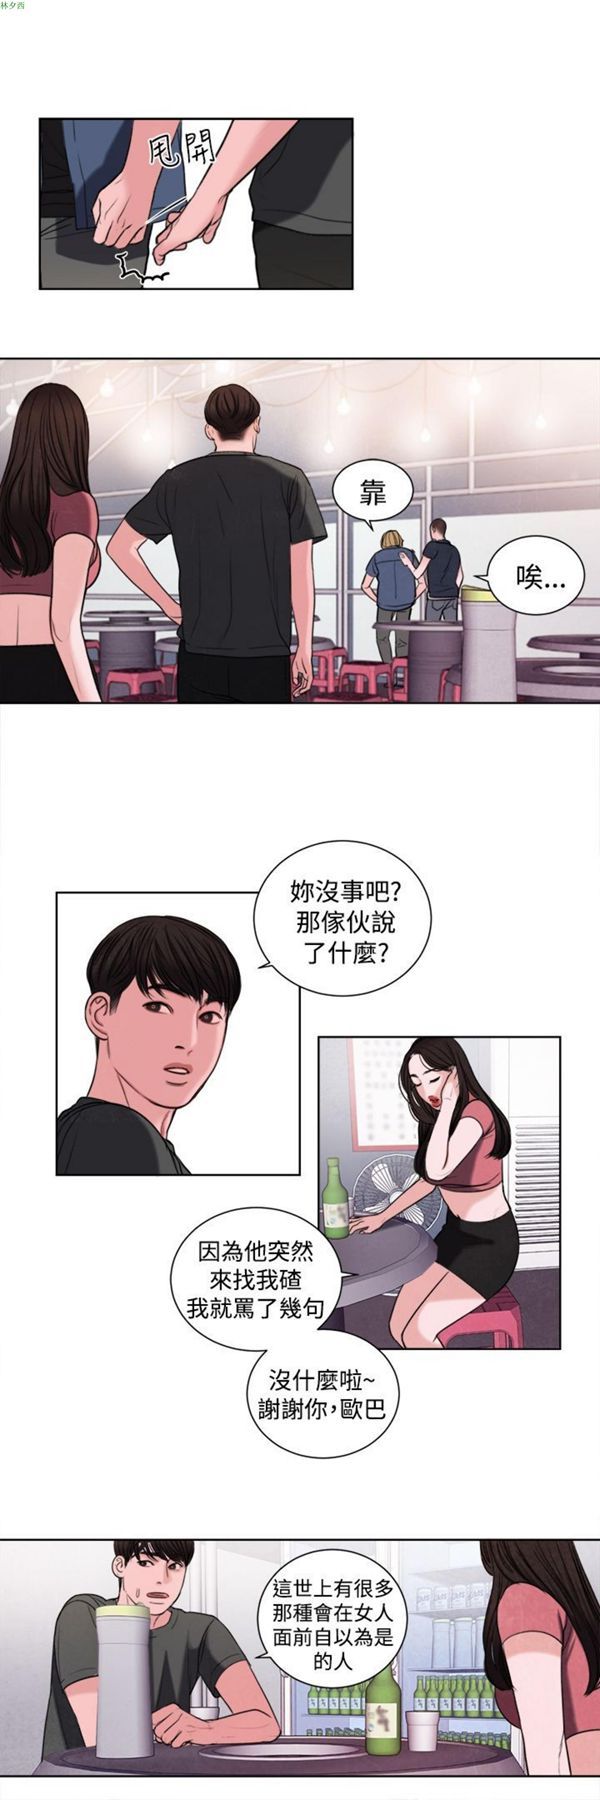 林夕西
甩開
靠
唉...
妳沒事吧?
那傢伙說
了什麼?
因為他突然
來找我碴
我就罵了幾句
沒什麼啦~
謝謝你,歐巴
這世上有很多
那種會在女人
面前自以為是
的人